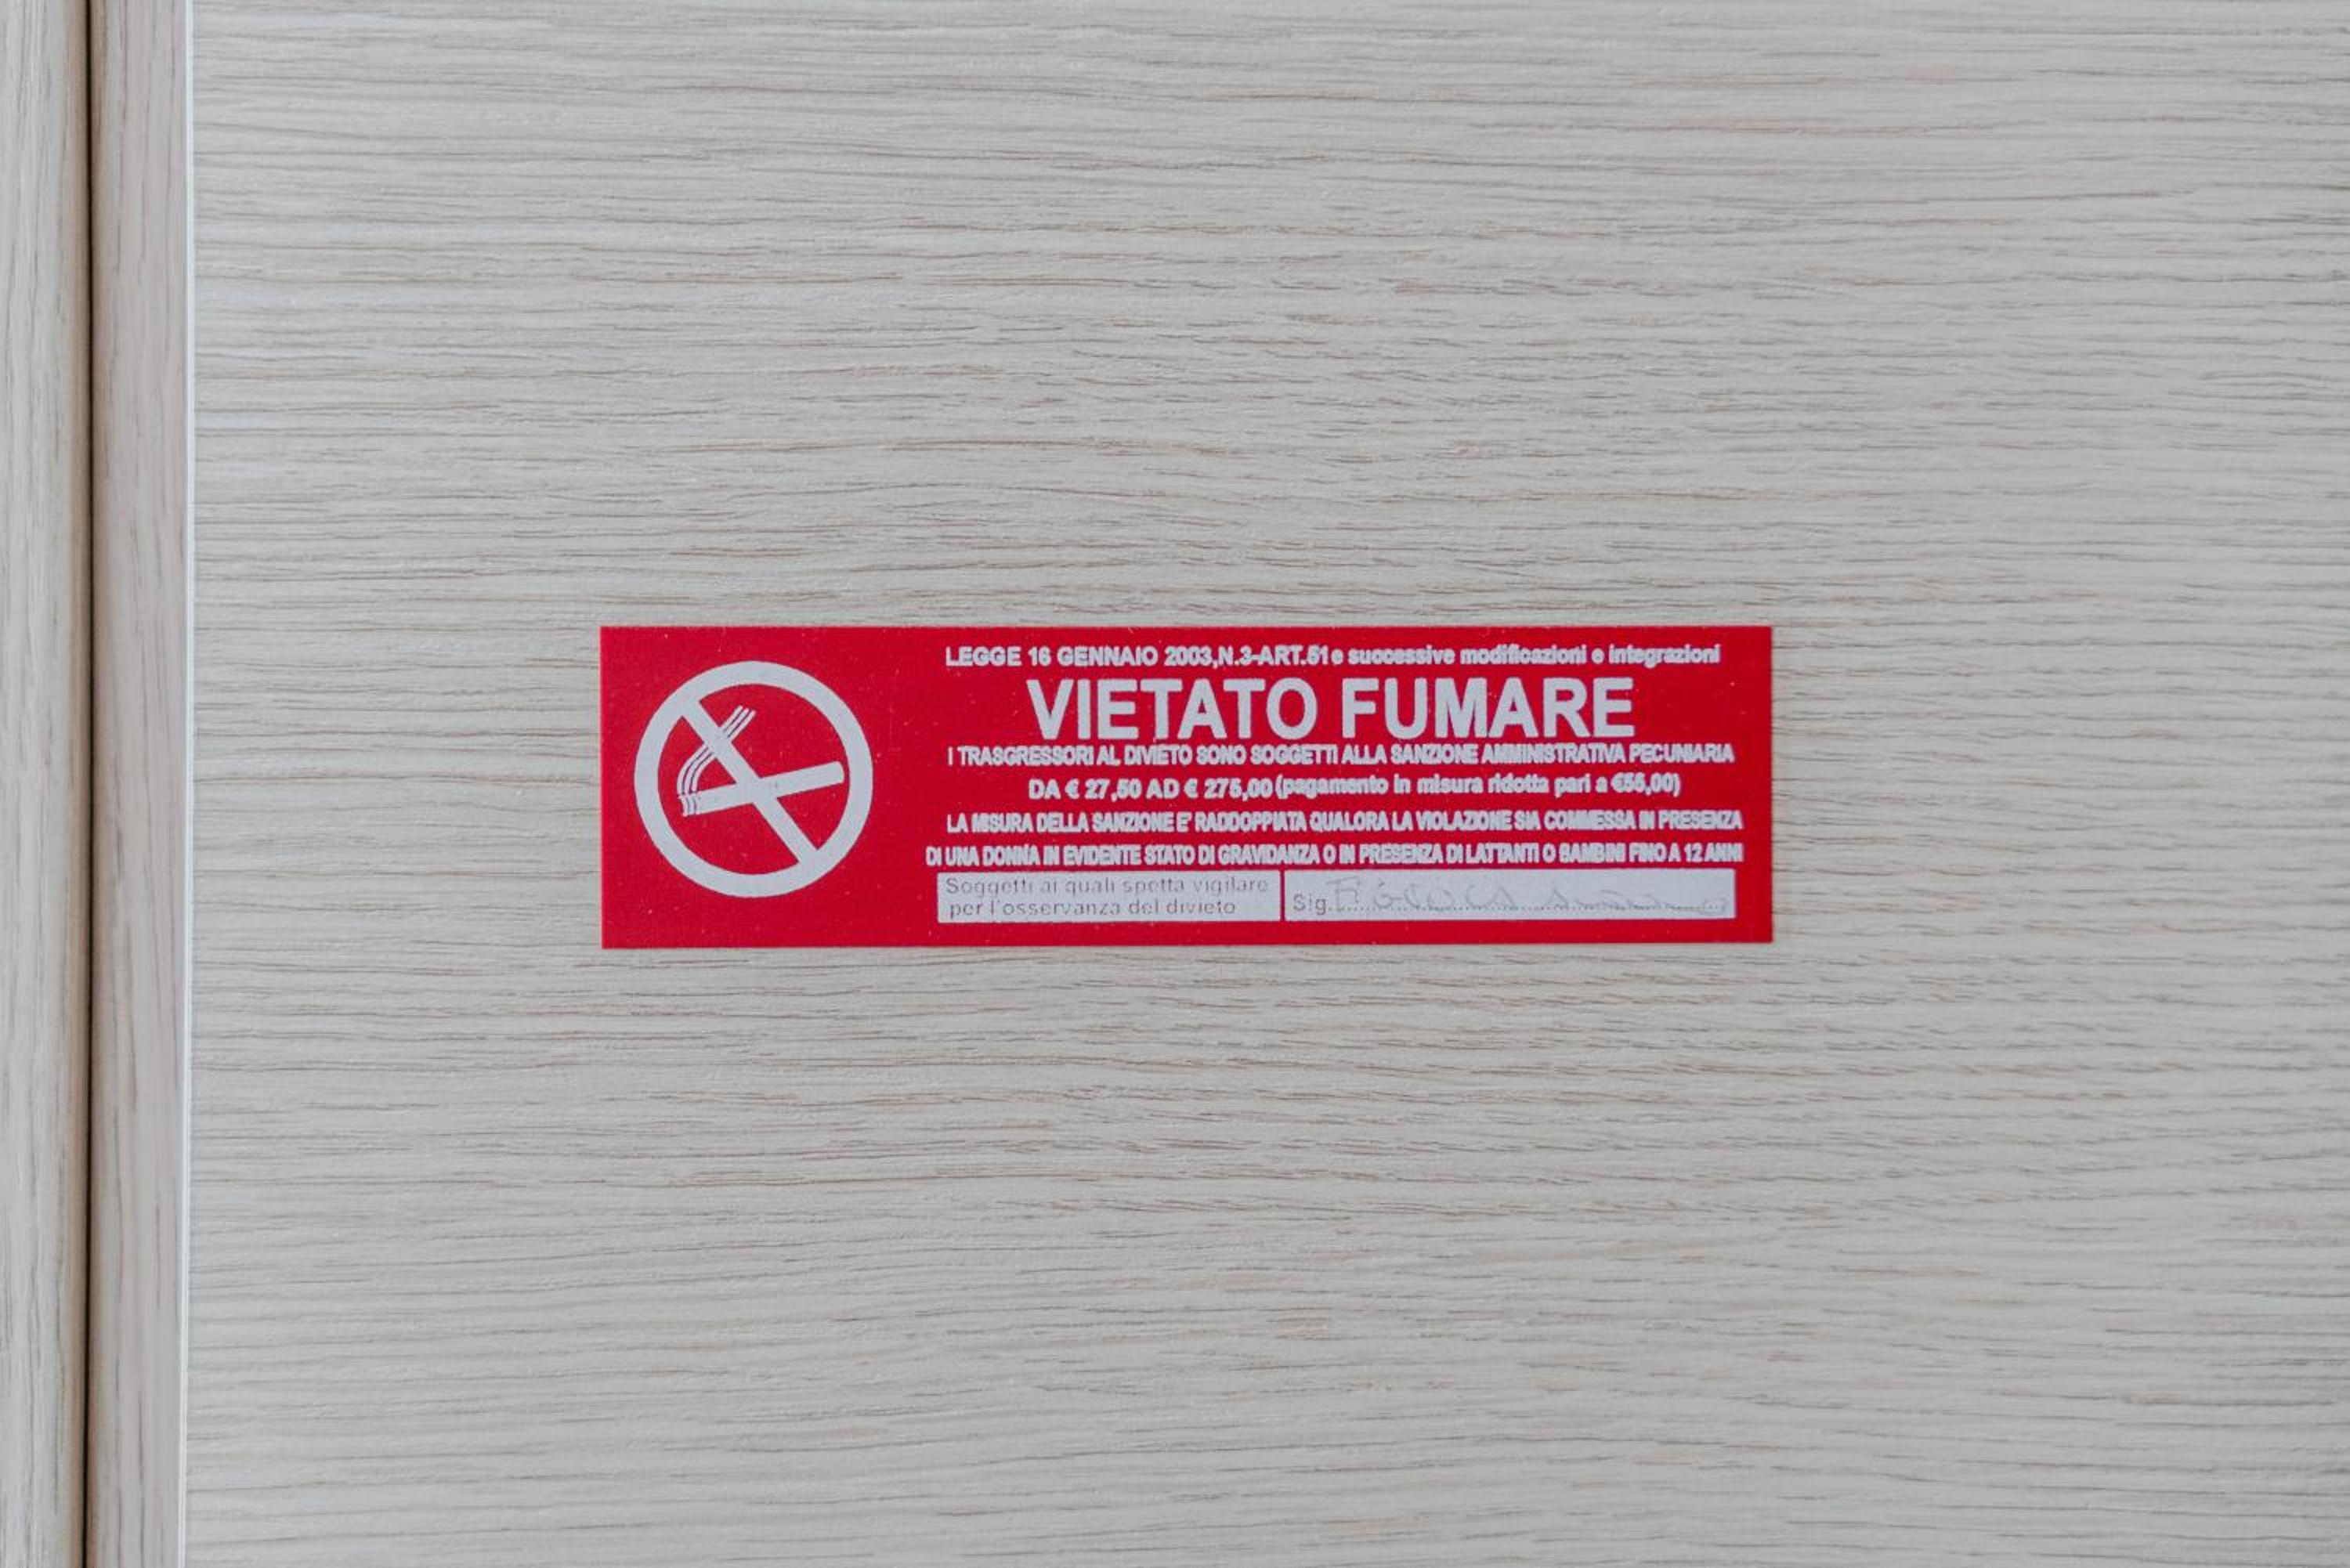 LEGGE 16 GENNAIO 2003,N.3-ART.51 e successive modificazioni e integrazioni
VIETATO FUMARE
I TRASGRESSORI AL DIVIETO SONO SOGGETTI ALLA SANZIONE AMMINISTRATIVA PECUNIARIA
DA € 27,50 AD € 275,00 (pagamento in misura ridotta pari a €55,00)
LA MISURA DELLA SANZIONE E' RADDOPPIATA QUALORA LA VIOLAZIONE SIA COMMESSA IN PRESENZA
DI UNA DONNA IN EVIDENTE STATO DI GRAVIDANZA O IN PRESENZA DI LATTANTI O BAMBINI FINO A 12 ANNI
Soggetti ai quali spetta vigilare
per l'osservanza del divieto
Sig.